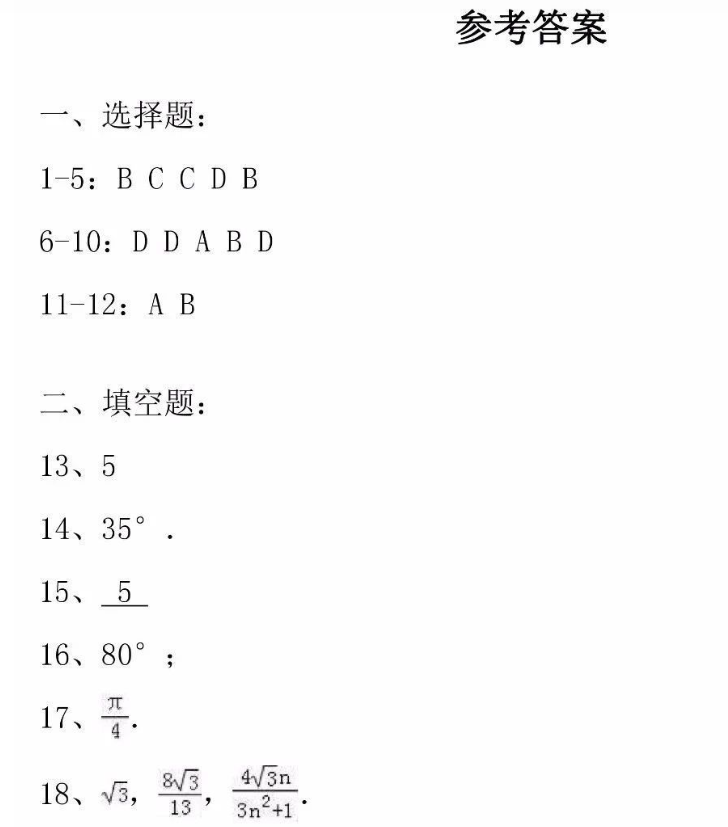 参考答案
一、选择题：
1-5：B C C D B
6-10：D D A B D
11-12：A B
二、填空题：
13、5
14、35°．
15、 5 
16、80°；
17、π/4.
18、√3, 8√3/13, 4√3n/3n²+1.